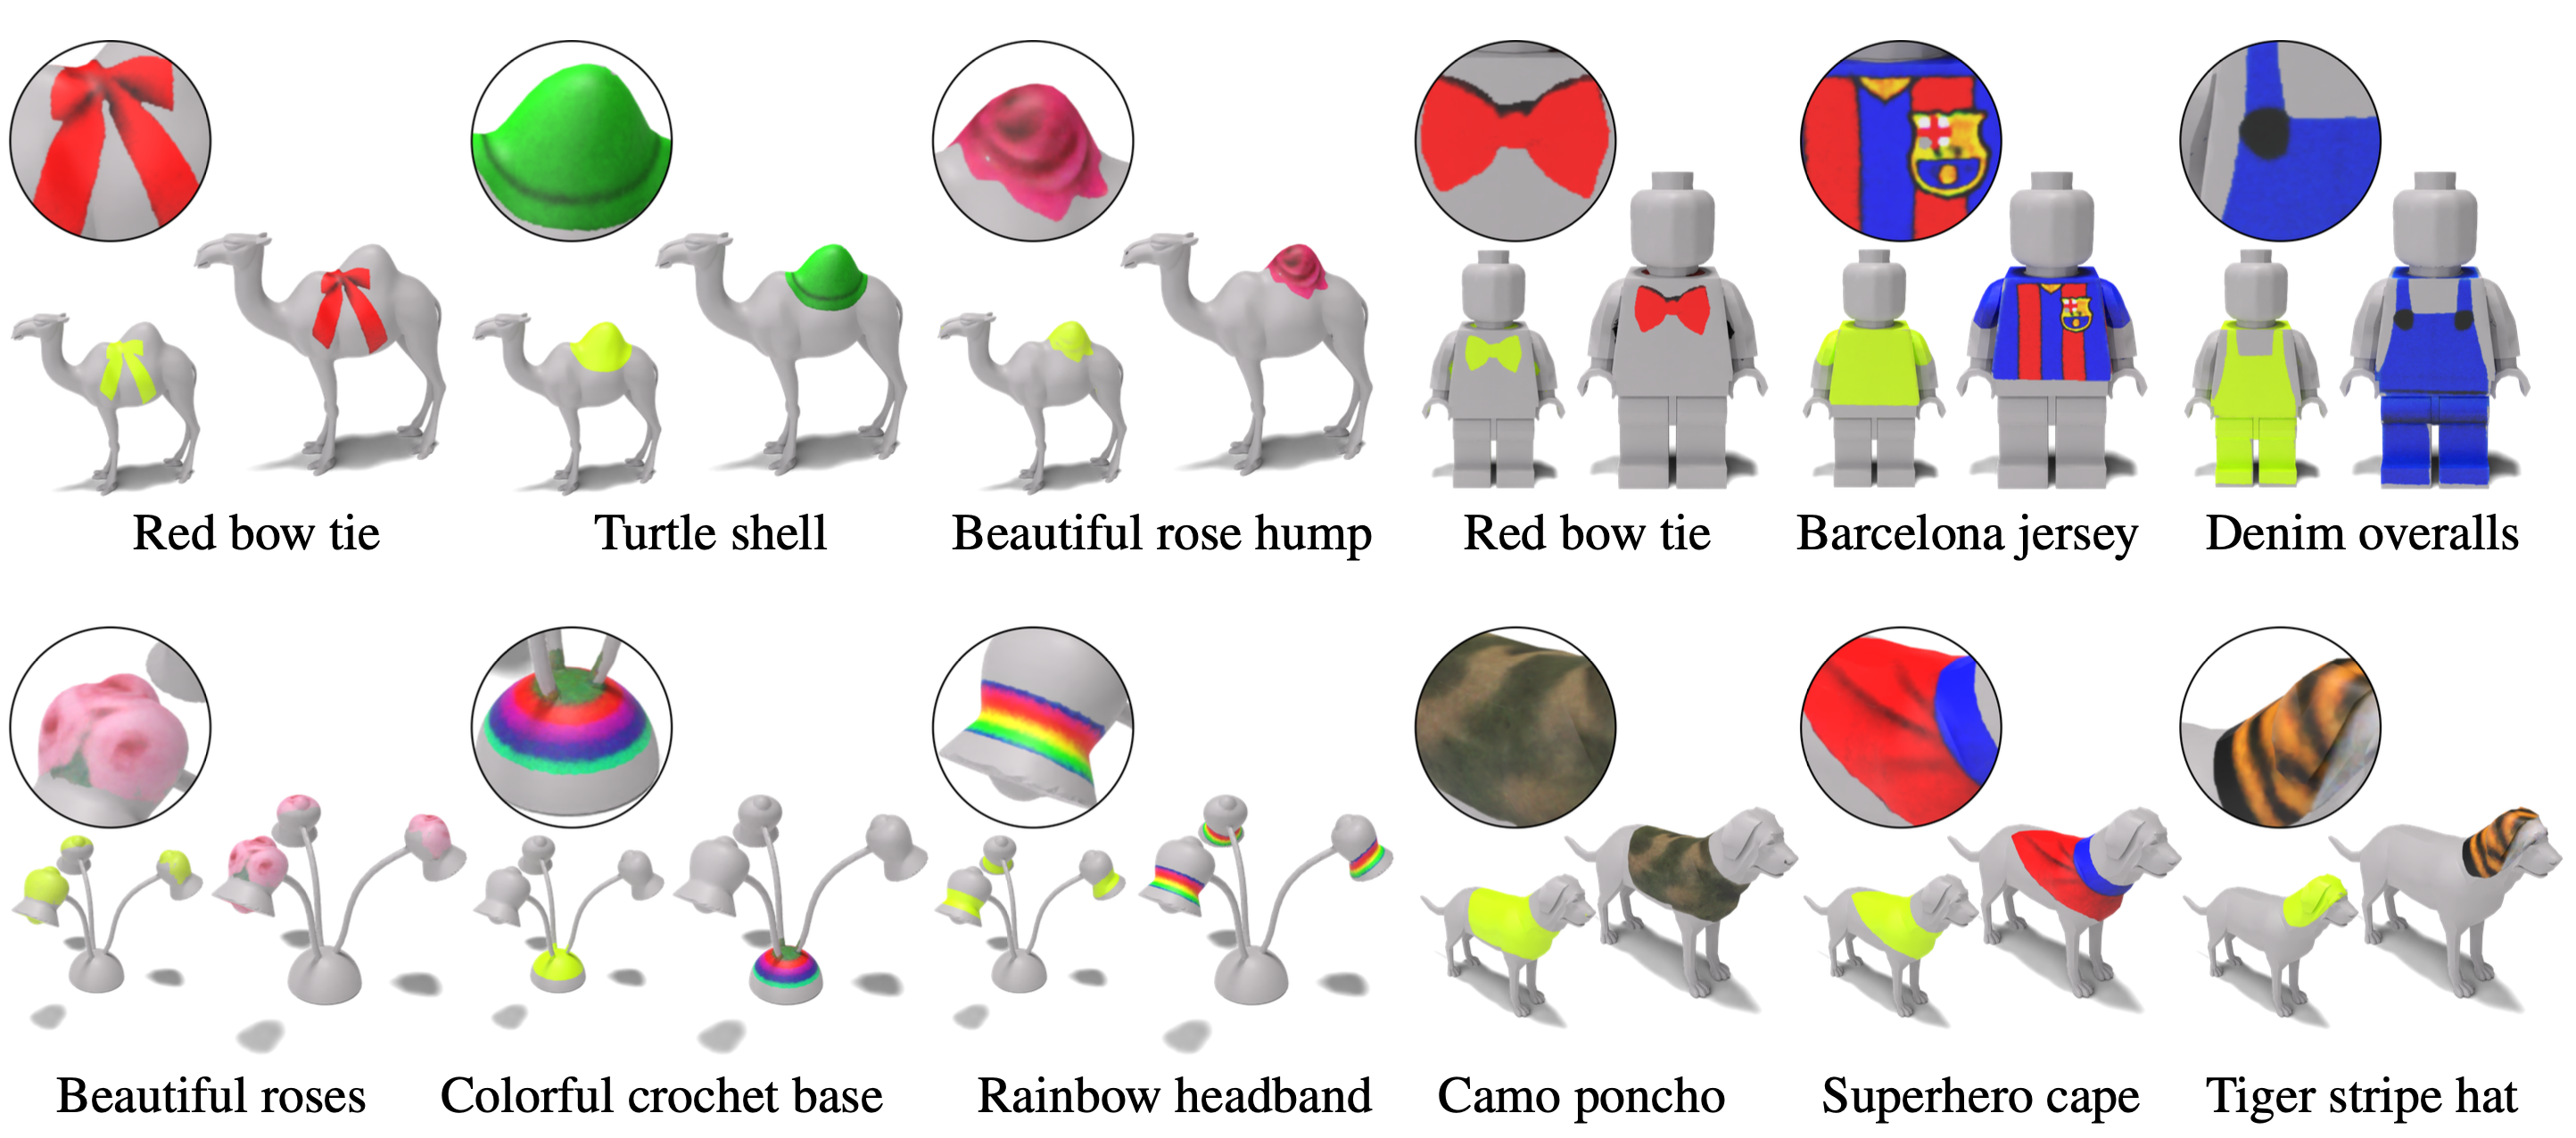 Red bow tie
Turtle shell
Beautiful rose hump
Red bow tie
Barcelona jersey
Denim overalls
Beautiful roses
Colorful crochet base
Rainbow headband
Camo poncho
Superhero cape
Tiger stripe hat